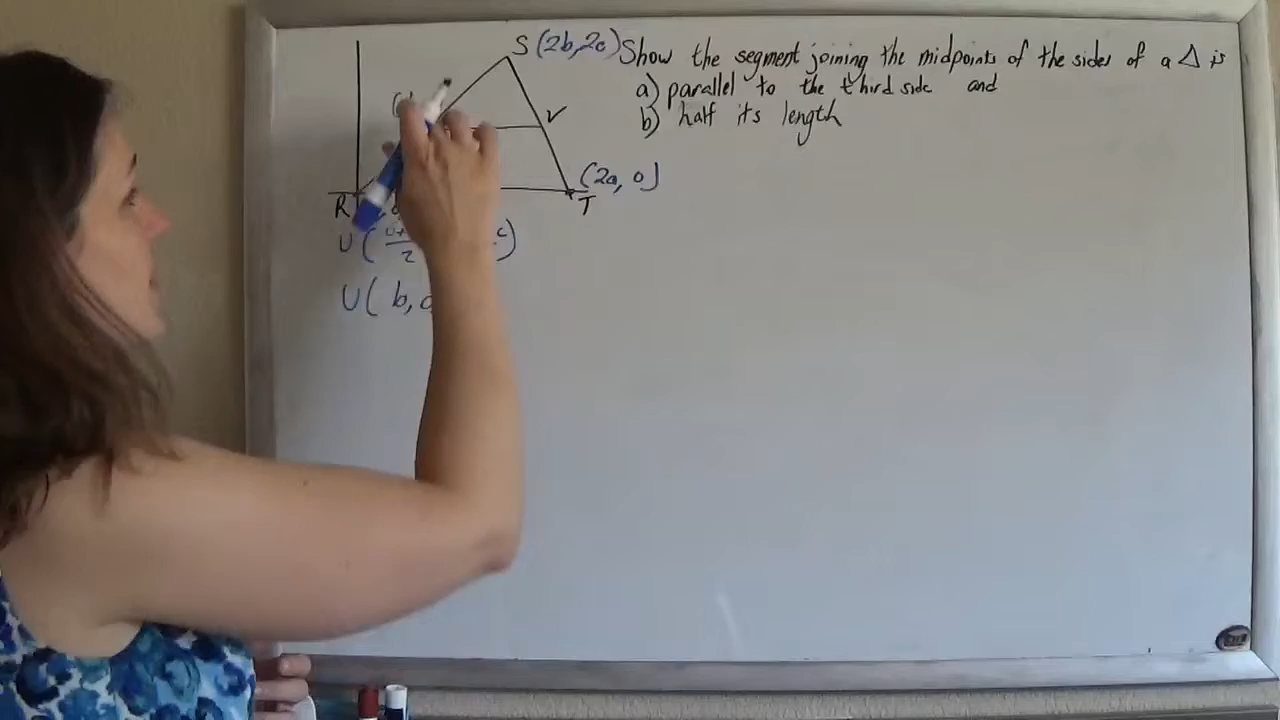 S (2b, 2c) Show the segment joining the midpoints of the sides of a Δ is
a) parallel to the third side and
b) half its length
V
(2a, 0)
R
T
U (
2
)
U ( b, c